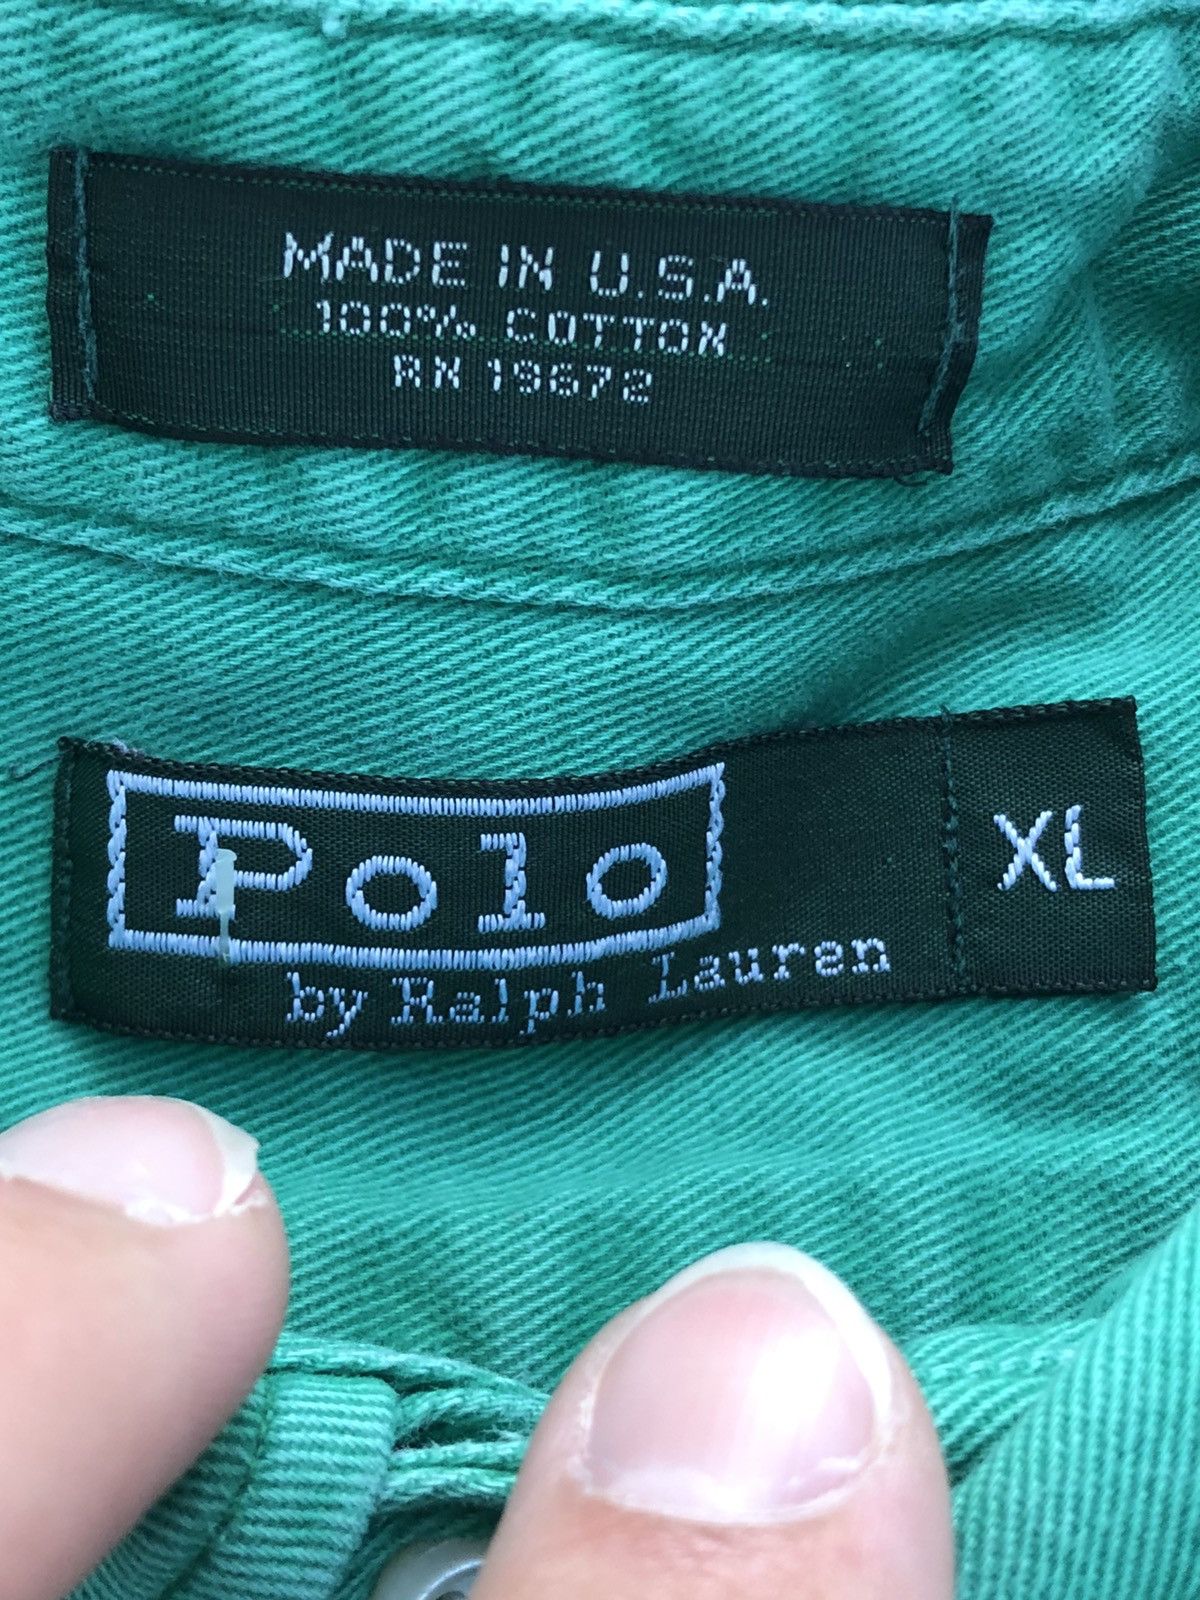 MADE IN U.S.A.
100% COTTON
RN 19672
Polo
by Ralph Lauren
XL